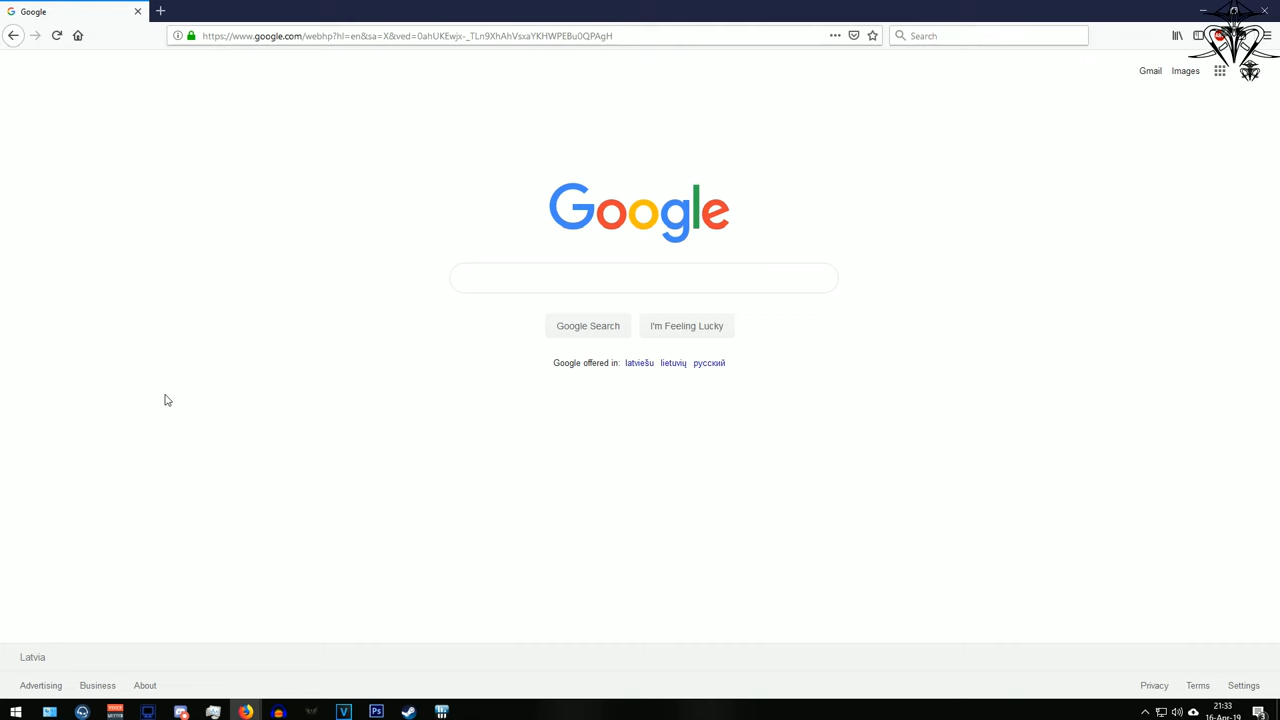 Google
https://www.google.com/webhp?hl=en&sa=X&ved=0ahUKEwjx-_TLn9XhAhVsxaYKHWPEBu0QPAgH
Search
Gmail Images
Google
Google Search I'm Feeling Lucky
Google offered in: latviešu lietuvių русский
Latvia
Advertising Business About
Privacy Terms Settings
21:33
16-Apr-19